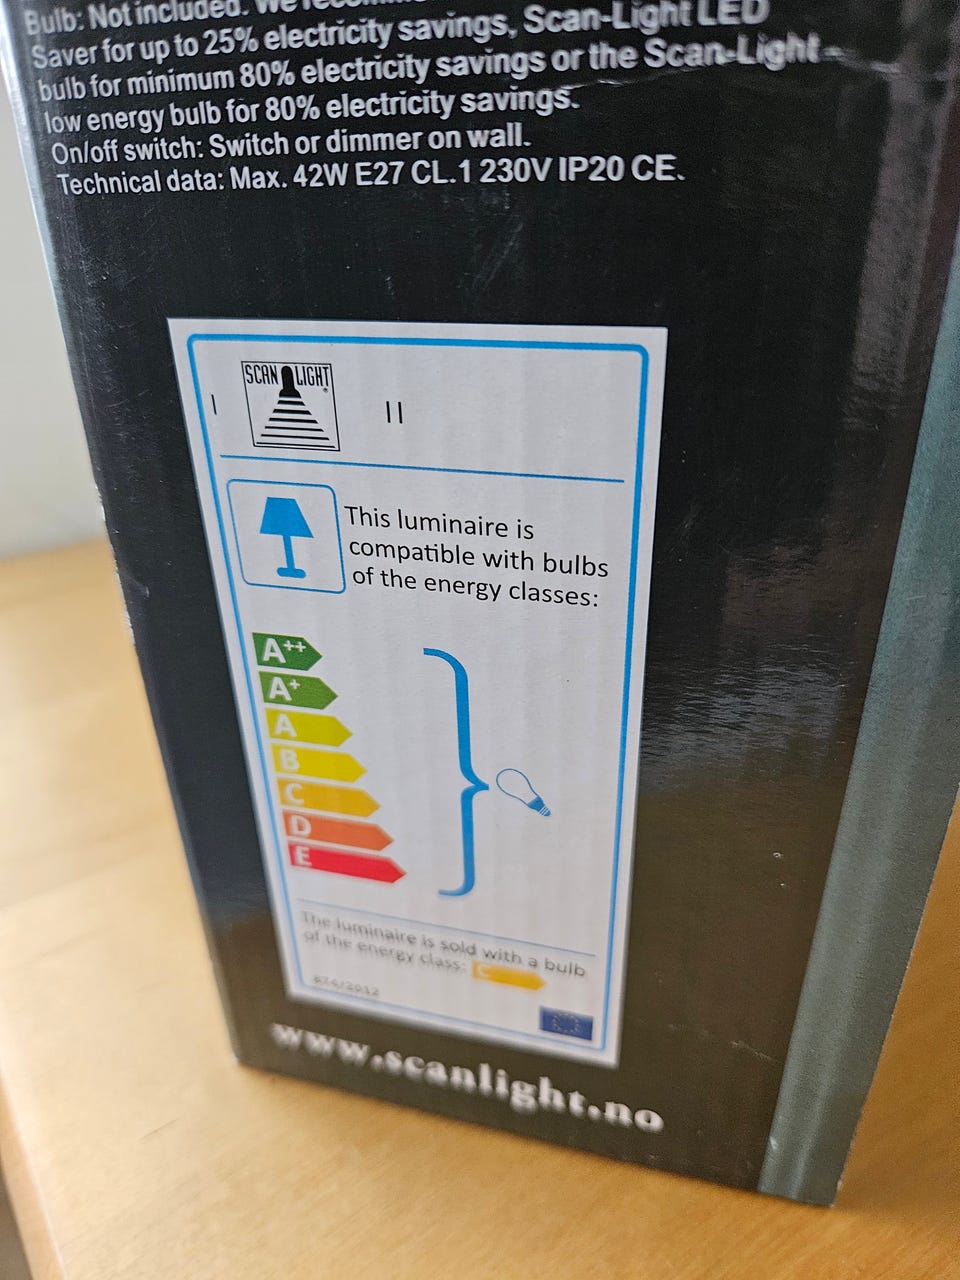 Bulb: Not included. We recomm
Saver for up to 25% electricity savings, Scan-Light LED
bulb for minimum 80% electricity savings or the Scan-Light
low energy bulb for 80% electricity savings.
On/off switch: Switch or dimmer on wall.
Technical data: Max. 42W E27 CL.1 230V IP20 CE.
SCAN LIGHT
®
I
II
This luminaire is
compatible with bulbs
of the energy classes:
A++
A+
A
B
C
D
E
The luminaire is sold with a bulb
of the energy class: C
874/2012
www.scanlight.no